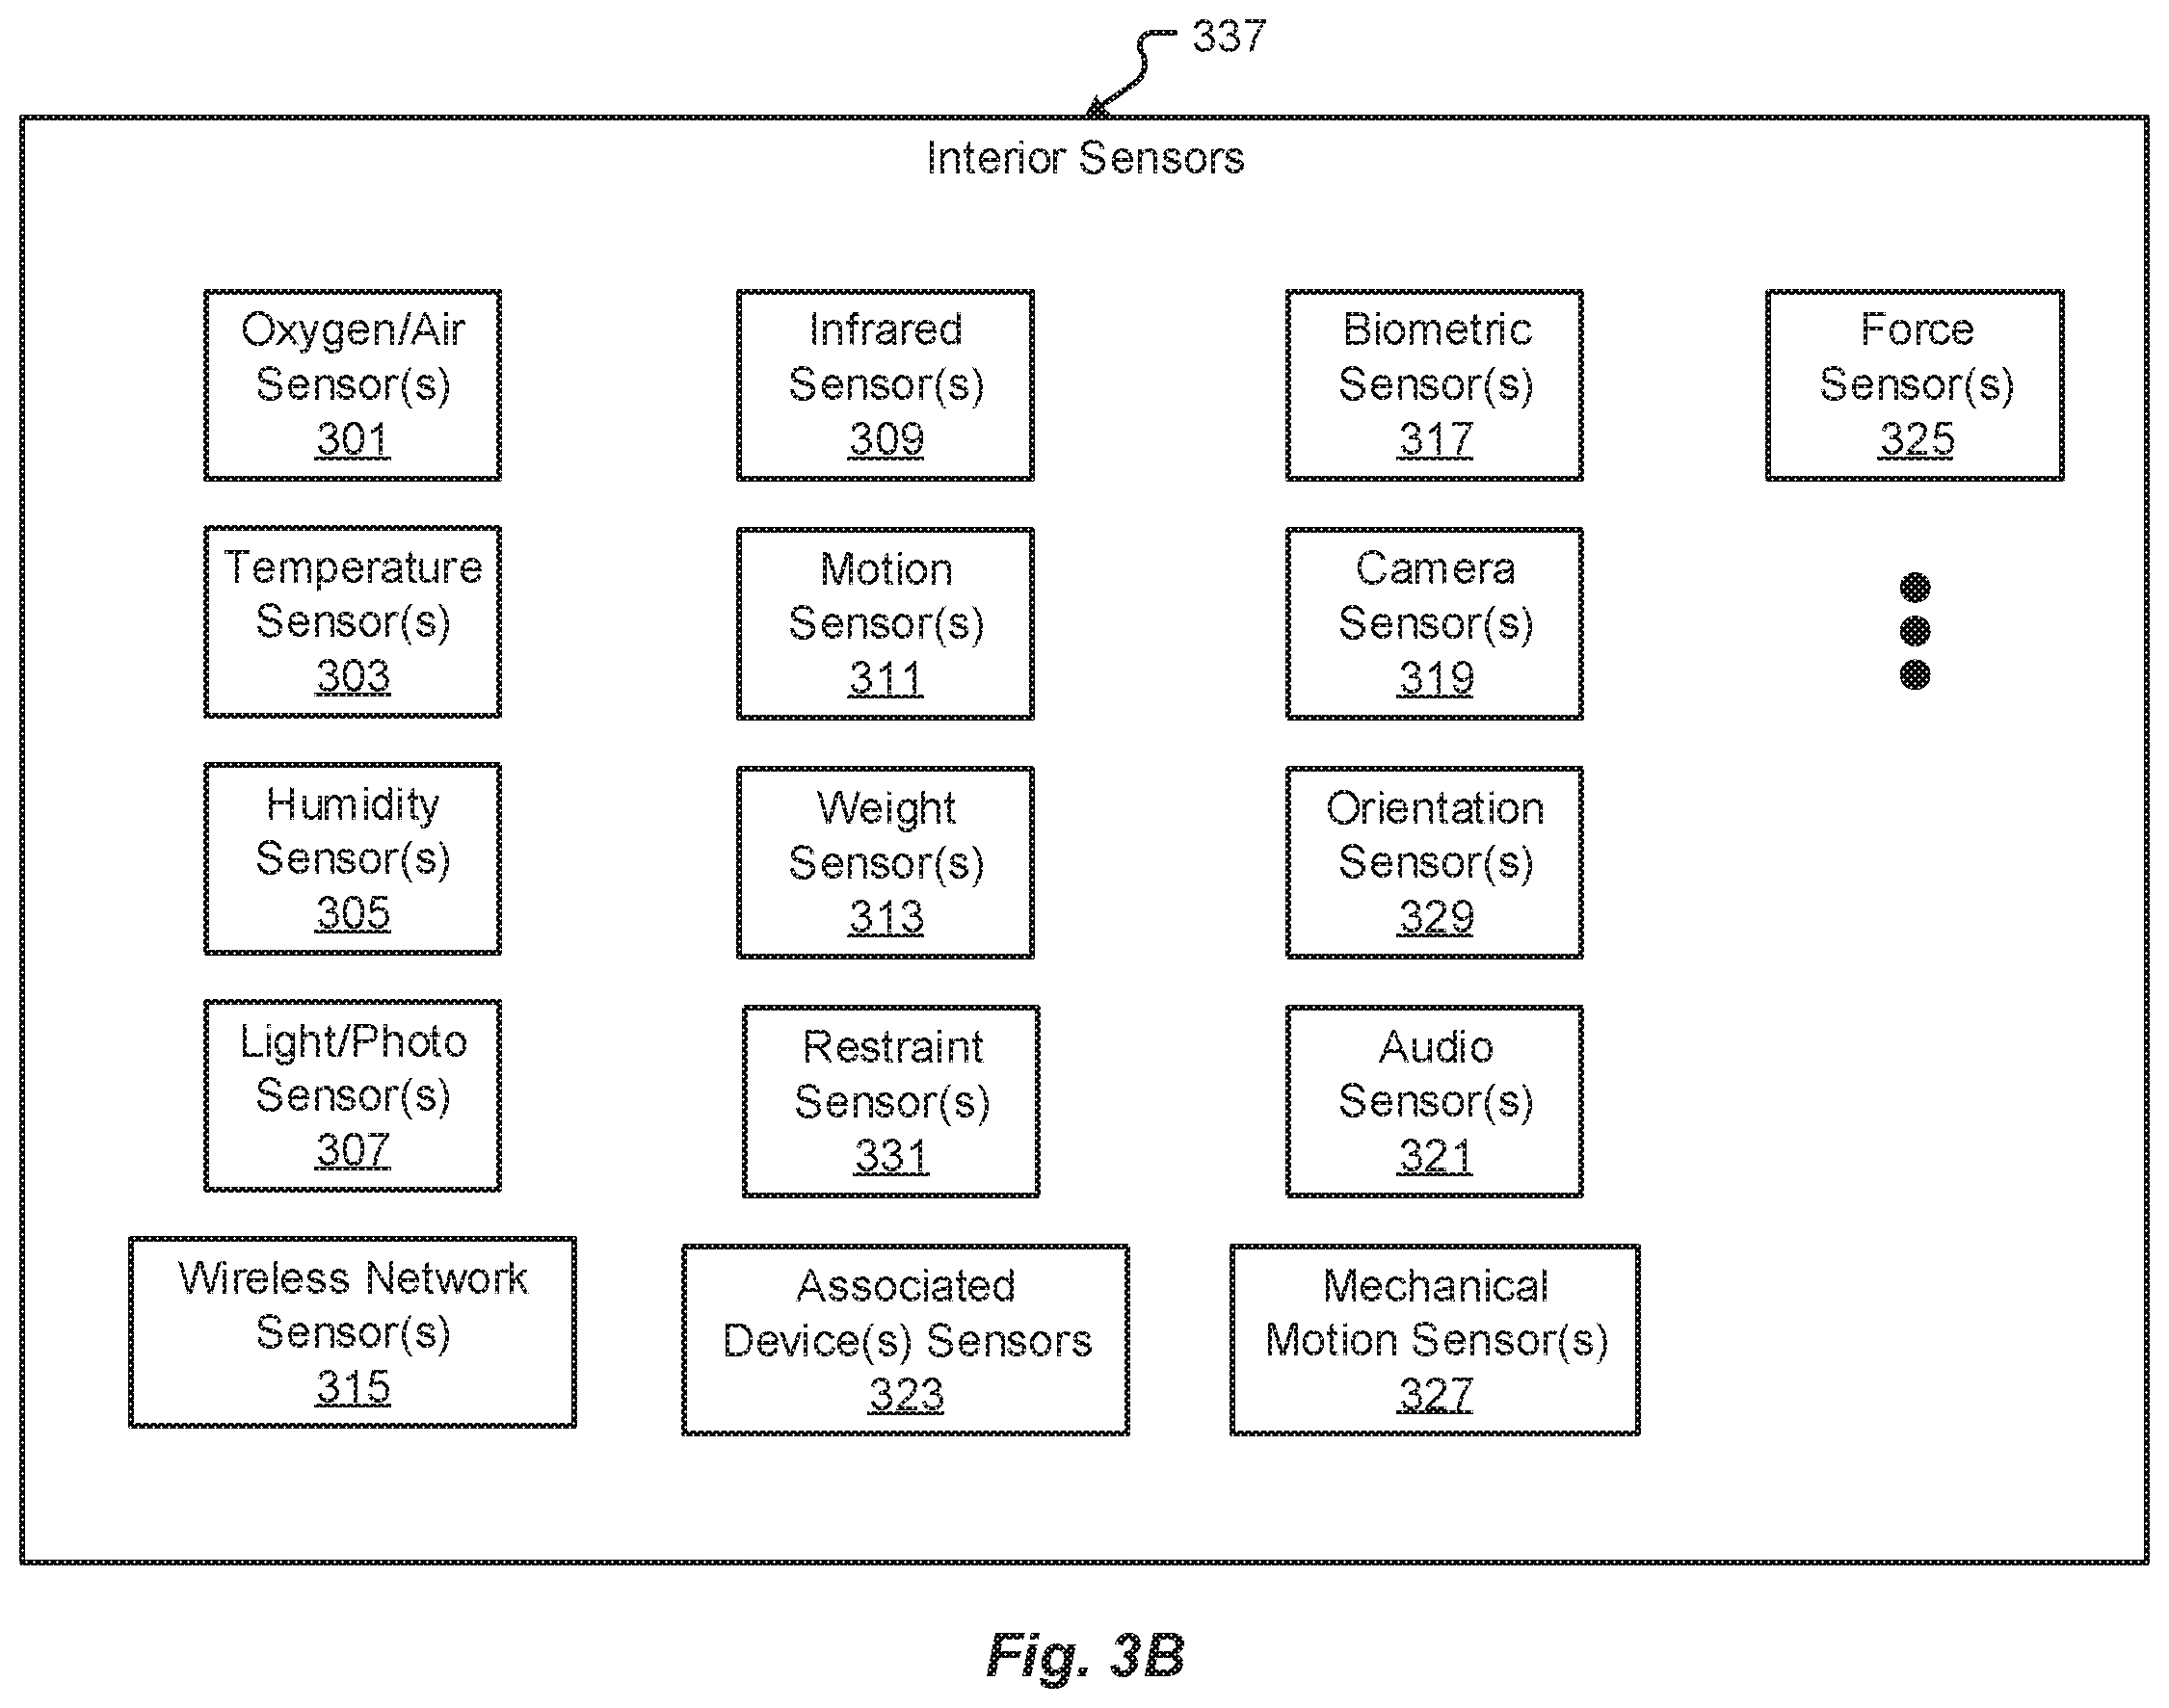 337
Interior Sensors
Oxygen/Air
Sensor(s)
301
Infrared
Sensor(s)
309
Biometric
Sensor(s)
317
Force
Sensor(s)
325
Temperature
Sensor(s)
303
Motion
Sensor(s)
311
Camera
Sensor(s)
319
Humidity
Sensor(s)
305
Weight
Sensor(s)
313
Orientation
Sensor(s)
329
Light/Photo
Sensor(s)
307
Restraint
Sensor(s)
331
Audio
Sensor(s)
321
Wireless Network
Sensor(s)
315
Associated
Device(s) Sensors
323
Mechanical
Motion Sensor(s)
327
Fig. 3B